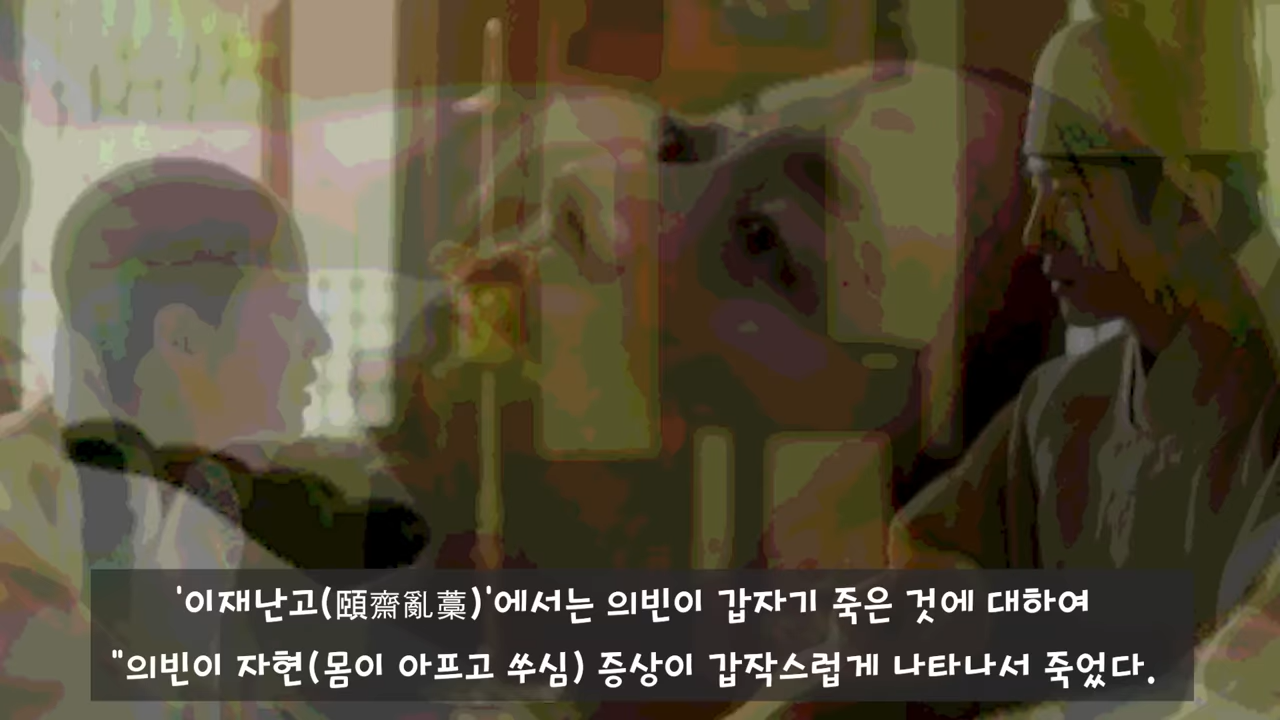 '이재난고(頤齋亂藁)'에서는 의빈이 갑자기 죽은 것에 대하여
"의빈이 자현(몸이 아프고 쑤심) 증상이 갑작스럽게 나타나서 죽었다.